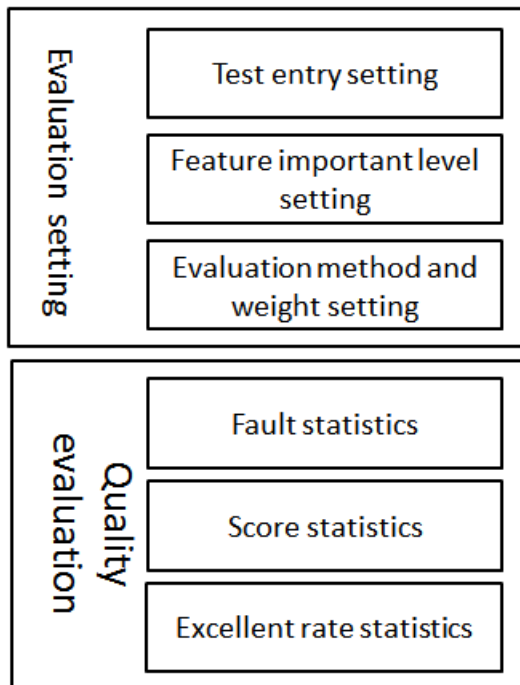 Evaluation setting
Test entry setting
Feature important level
setting
Evaluation method and
weight setting
Quality
evaluation
Fault statistics
Score statistics
Excellent rate statistics